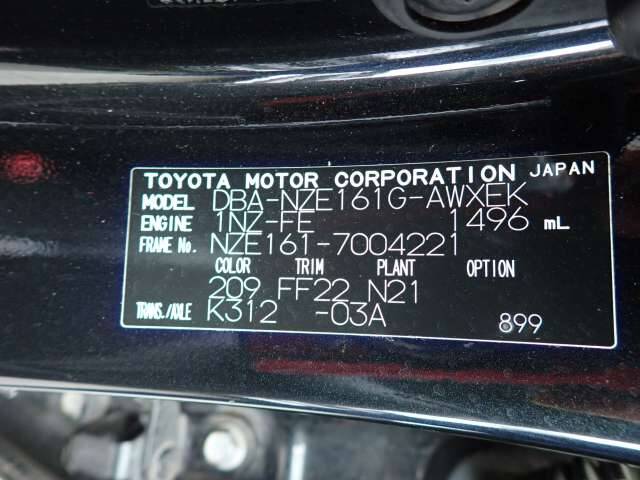 TOYOTA MOTOR CORPORATION JAPAN
MODEL DBA-NZE161G-AWXEK
ENGINE 1NZ-FE 1496 mL
FRAME No. NZE161-7004221
COLOR TRIM PLANT OPTION
209 FF22 N21
TRANS./AXLE K312 -03A 899